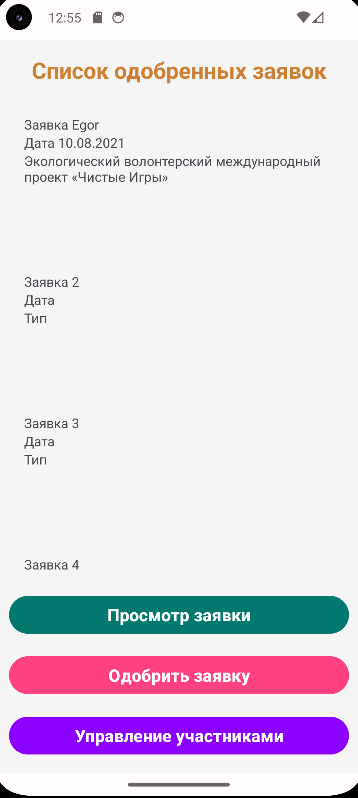 12:55
Список одобренных заявок
Заявка Egor
Дата 10.08.2021
Экологический волонтерский международный
проект «Чистые Игры»
Заявка 2
Дата
Тип
Заявка 3
Дата
Тип
Заявка 4
Просмотр заявки
Одобрить заявку
Управление участниками